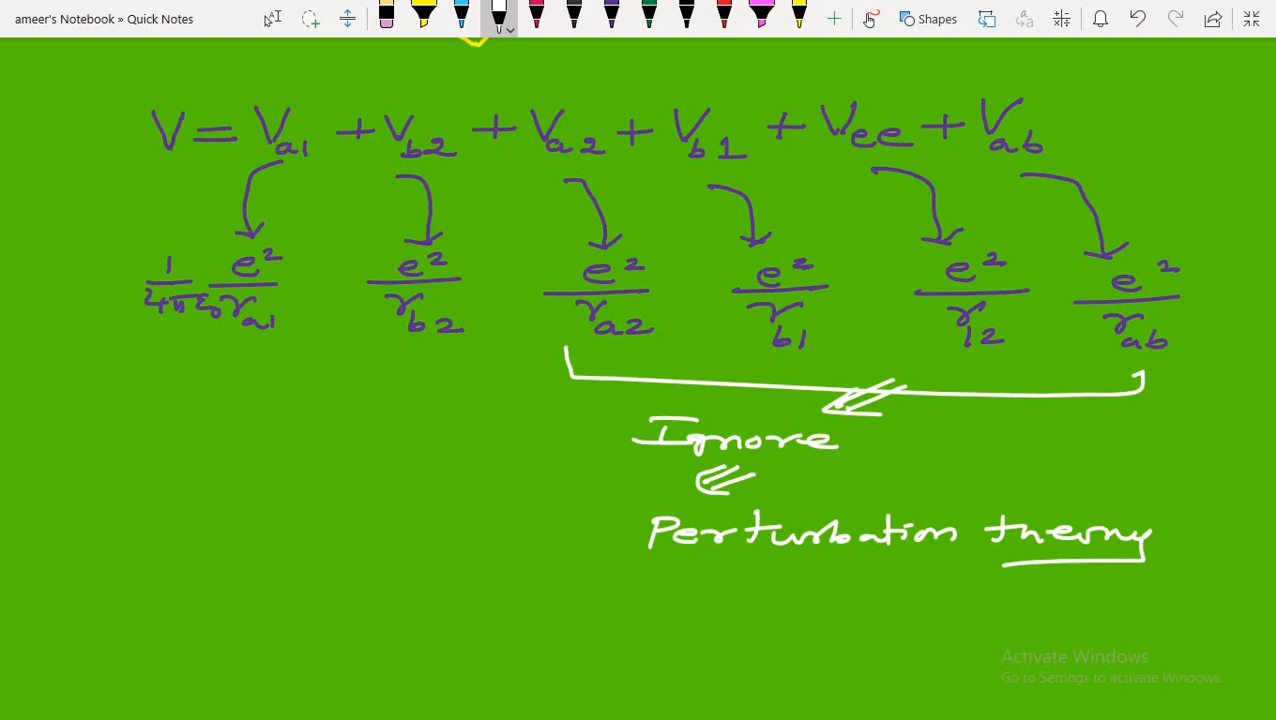 ameer's Notebook » Quick Notes
Shapes
V = Va1 + Vb2 + Va2 + Vb1 + Vee + Vab
1/4πε0 e²/ra1 e²/rb2 e²/ra2 e²/rb1 e²/r12 e²/rab
Ignore
Perturbation theory
Activate Windows
Go to Settings to activate Windows.